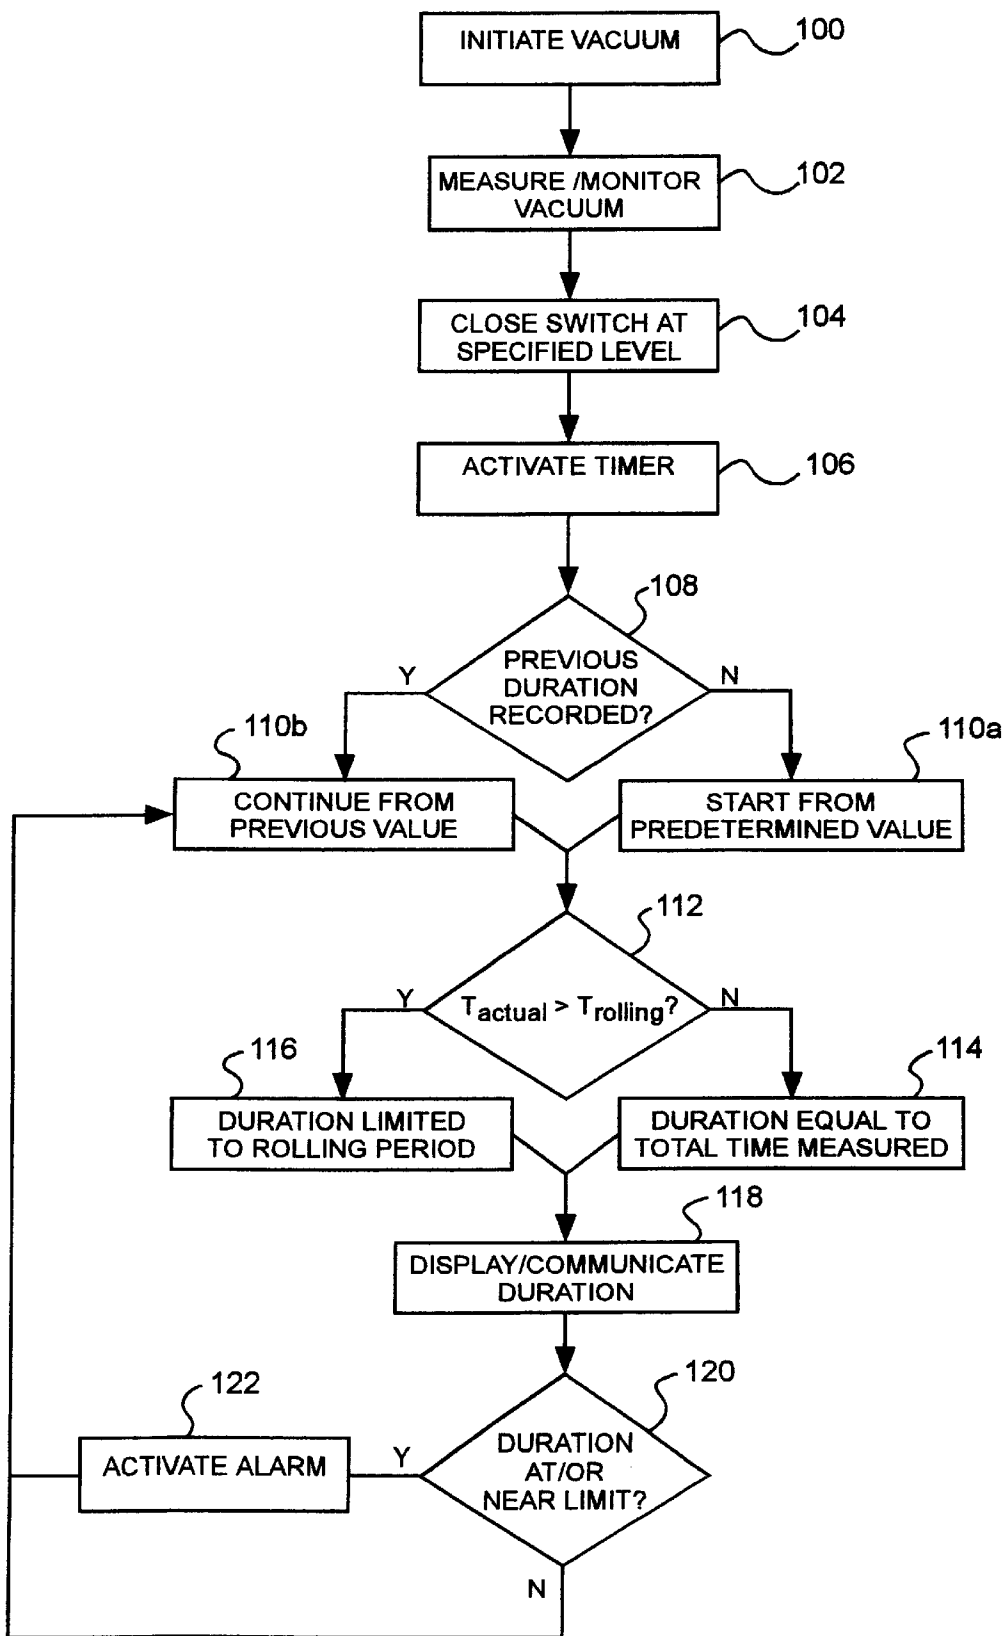 INITIATE VACUUM
100
MEASURE /MONITOR
VACUUM
102
CLOSE SWITCH AT
SPECIFIED LEVEL
104
ACTIVATE TIMER
106
108
PREVIOUS
DURATION
RECORDED?
Y
N
110b
110a
CONTINUE FROM
PREVIOUS VALUE
START FROM
PREDETERMINED VALUE
112
Tactual > Trolling?
Y
N
116
114
DURATION LIMITED
TO ROLLING PERIOD
DURATION EQUAL TO
TOTAL TIME MEASURED
118
DISPLAY/COMMUNICATE
DURATION
120
122
DURATION
AT/OR
NEAR LIMIT?
Y
ACTIVATE ALARM
N